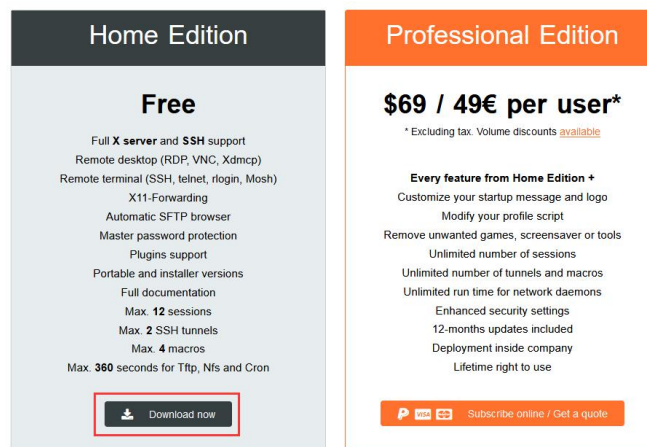 Home Edition
Free
Full X server and SSH support
Remote desktop (RDP, VNC, Xdmcp)
Remote terminal (SSH, telnet, rlogin, Mosh)
X11-Forwarding
Automatic SFTP browser
Master password protection
Plugins support
Portable and installer versions
Full documentation
Max. 12 sessions
Max. 2 SSH tunnels
Max. 4 macros
Max. 360 seconds for Tftp, Nfs and Cron
Download now
Professional Edition
$69 / 49€ per user*
* Excluding tax. Volume discounts available
Every feature from Home Edition +
Customize your startup message and logo
Modify your profile script
Remove unwanted games, screensaver or tools
Unlimited number of sessions
Unlimited number of tunnels and macros
Unlimited run time for network daemons
Enhanced security settings
12-months updates included
Deployment inside company
Lifetime right to use
VISA Subscribe online / Get a quote